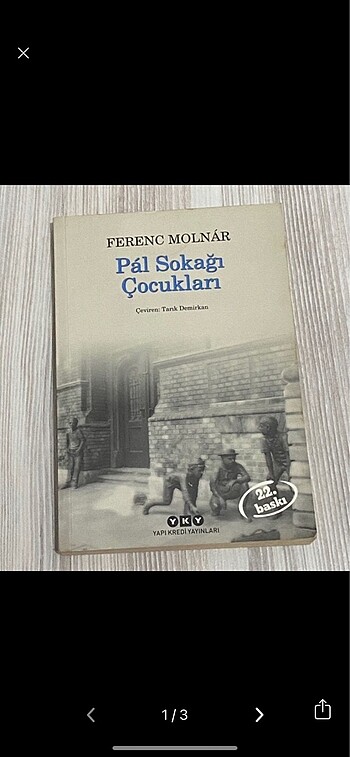 FERENC MOLNÁR
Pál Sokağı
Çocukları
Çeviren: Tarık Demirkan
22.
baskı
YKY
YAPI KREDİ YAYINLARI
1/3